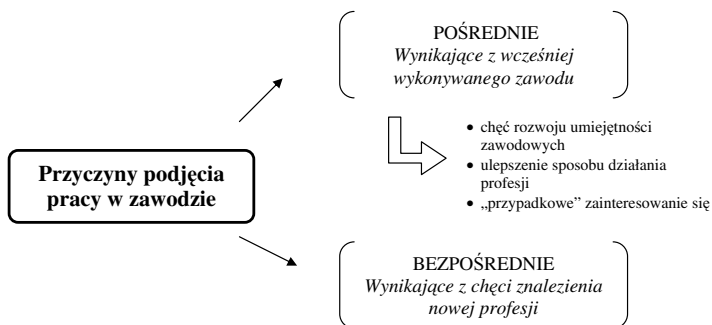 POŚREDNIE
Wynikające z wcześniej
wykonywanego zawodu
• chęć rozwoju umiejętności
zawodowych
• ulepszenie sposobu działania
profesji
• „przypadkowe” zainteresowanie się
Przyczyny podjęcia
pracy w zawodzie
BEZPOŚREDNIE
Wynikające z chęci znalezienia
nowej profesji